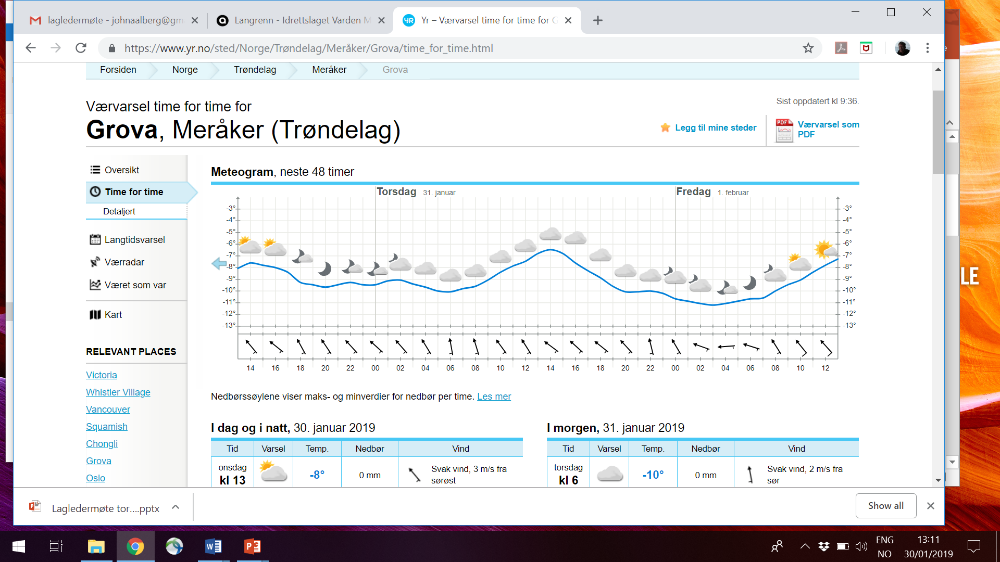 lagledermøte - johnaalberg@gm
Langrenn - Idrettslaget Varden M
Yr – Værvarsel time for time for G
https://www.yr.no/sted/Norge/Trøndelag/Meråker/Grova/time_for_time.html
Forsiden Norge Trøndelag Meråker Grova
Sist oppdatert kl 9:36.
Værvarsel time for time for
Grova, Meråker (Trøndelag)
Legg til mine steder
PDF
Værvarsel som
PDF
Oversikt
Time for time
Detaljert
Langtidsvarsel
Værradar
Været som var
Kart
RELEVANT PLACES
Victoria
Whistler Village
Vancouver
Squamish
Chongli
Grova
Oslo
Meteogram, neste 48 timer
Torsdag 31. januar Fredag 1. februar
-3° -3°
-4° -4°
-5° -5°
-6° -6°
-7° -7°
-8° -8°
-9° -9°
-10° -10°
-11° -11°
-12° -12°
-13° -13°
14 16 18 20 22 00 02 04 06 08 10 12 14 16 18 20 22 00 02 04 06 08 10 12
Nedbørssøylene viser maks- og minverdier for nedbør per time. Les mer
I dag og i natt, 30. januar 2019
Tid Varsel Temp. Nedbør Vind
onsdag
kl 13 -8° 0 mm Svak vind, 3 m/s fra
sørøst
I morgen, 31. januar 2019
Tid Varsel Temp. Nedbør Vind
torsdag
kl 6 -10° 0 mm Svak vind, 2 m/s fra
sør
LE
Lagledermøte tor....pptx
Show all
ENG
NO
13:11
30/01/2019